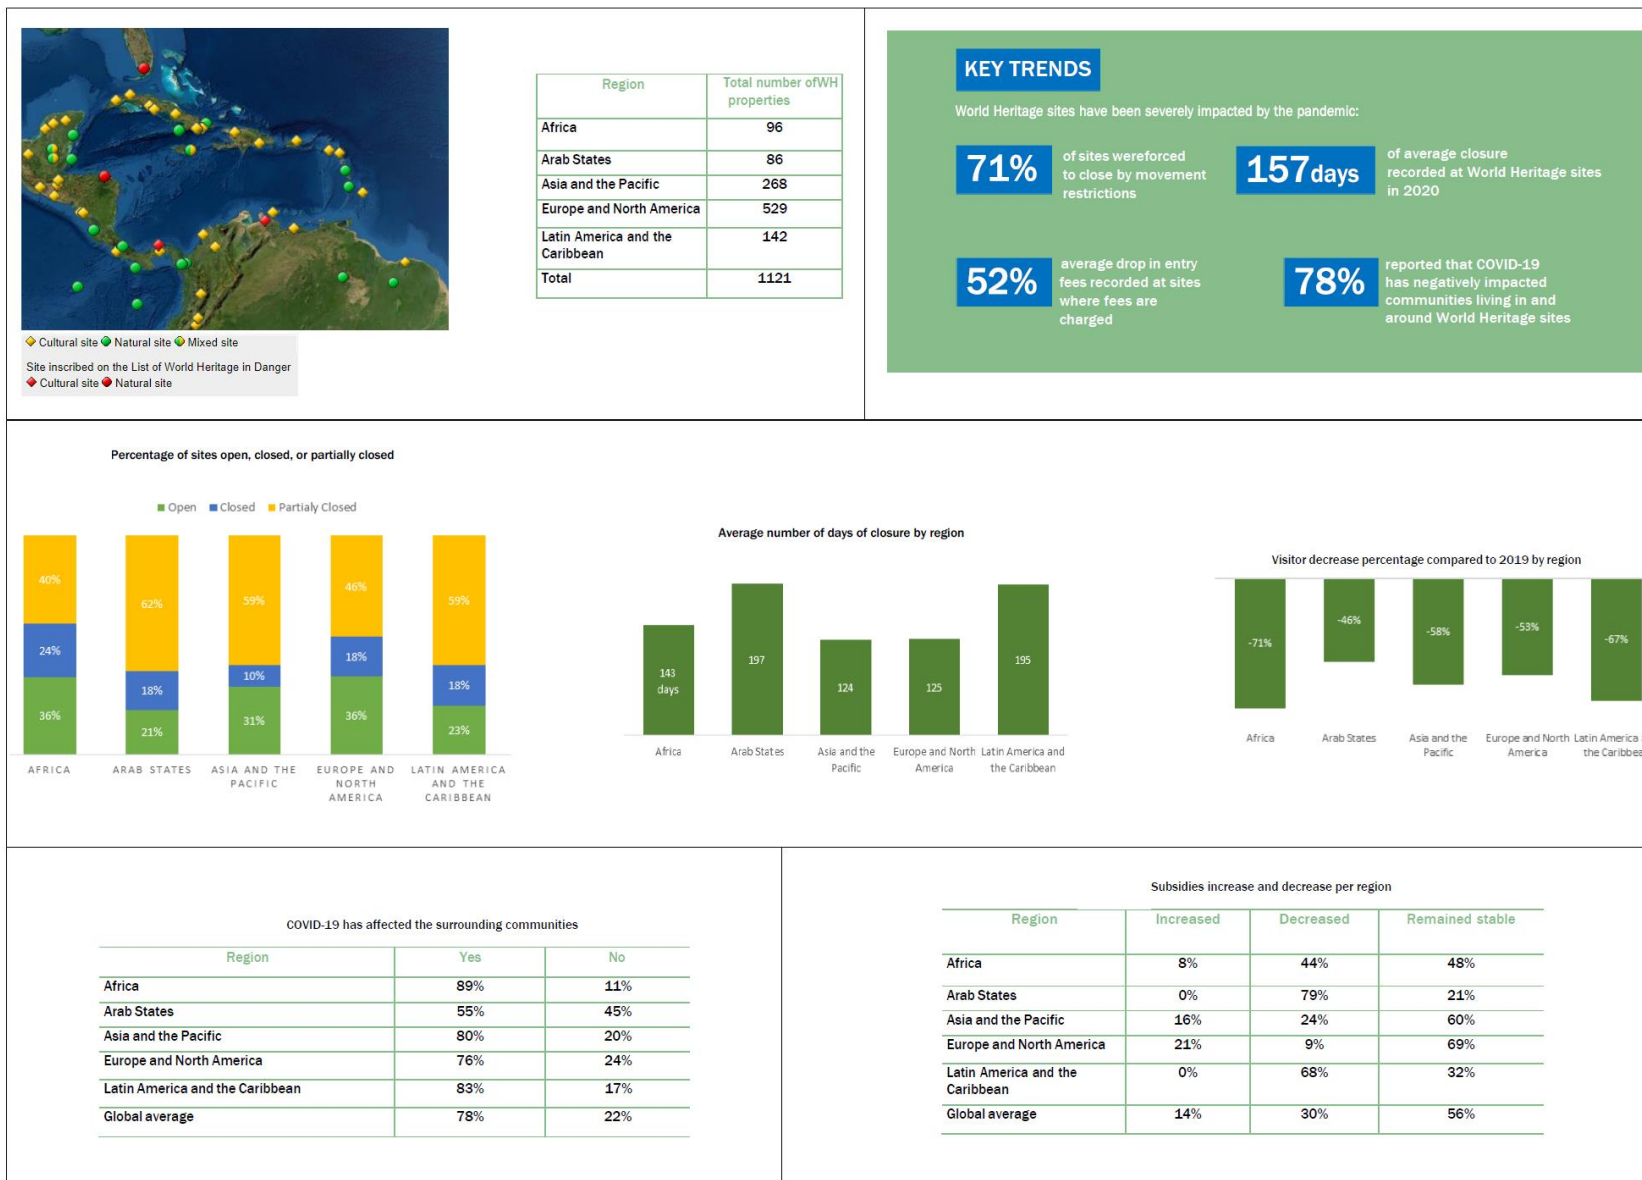 Cultural site Natural site Mixed site
Site inscribed on the List of World Heritage in Danger
Cultural site Natural site
Region Total number ofWH
properties
Africa 96
Arab States 86
Asia and the Pacific 268
Europe and North America 529
Latin America and the 142
Caribbean
Total 1121
KEY TRENDS
World Heritage sites have been severely impacted by the pandemic:
71%
of sites wereforced
to close by movement
restrictions
157days
of average closure
recorded at World Heritage sites
in 2020
52%
average drop in entry
fees recorded at sites
where fees are
charged
78%
reported that COVID-19
has negatively impacted
communities living in and
around World Heritage sites
Percentage of sites open, closed, or partially closed
Open Closed Partialy Closed
40% 62% 59% 46% 59%
24% 18% 10% 18% 18%
36% 21% 31% 36% 23%
AFRICA
ARAB STATES
ASIA AND THE
PACIFIC
EUROPE AND
NORTH
AMERICA
LATIN AMERICA
AND THE
CARIBBEAN
Average number of days of closure by region
143
days
197
124
125
195
Africa
Arab States
Asia and the
Pacific
Europe and North
America
Latin America and
the Caribbean
Visitor decrease percentage compared to 2019 by region
-71%
-46%
-58%
-53%
-67%
Africa
Arab States
Asia and the
Pacific
Europe and North
America
Latin America
the Caribbea
COVID-19 has affected the surrounding communities
Region Yes No
Africa 89% 11%
Arab States 55% 45%
Asia and the Pacific 80% 20%
Europe and North America 76% 24%
Latin America and the Caribbean 83% 17%
Global average 78% 22%
Subsidies increase and decrease per region
Region Increased Decreased Remained stable
Africa 8% 44% 48%
Arab States 0% 79% 21%
Asia and the Pacific 16% 24% 60%
Europe and North America 21% 9% 69%
Latin America and the 0% 68% 32%
Caribbean
Global average 14% 30% 56%